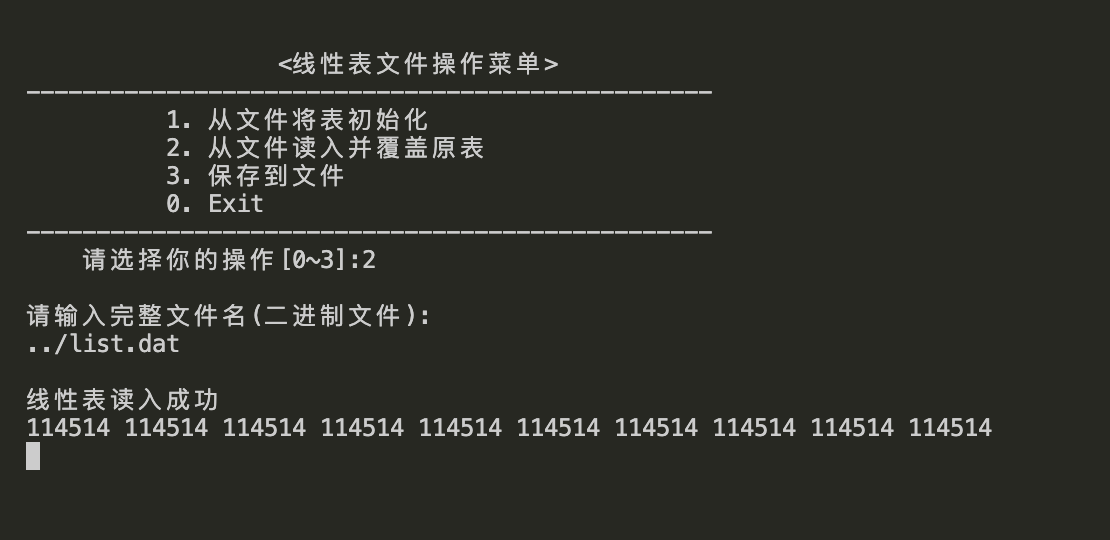 <线性表文件操作菜单>
-------------------------------------------------
1. 从文件将表初始化
2. 从文件读入并覆盖原表
3. 保存到文件
0. Exit
-------------------------------------------------
请选择你的操作[0~3]:2
请输入完整文件名(二进制文件):
../list.dat
线性表读入成功
114514 114514 114514 114514 114514 114514 114514 114514 114514 114514